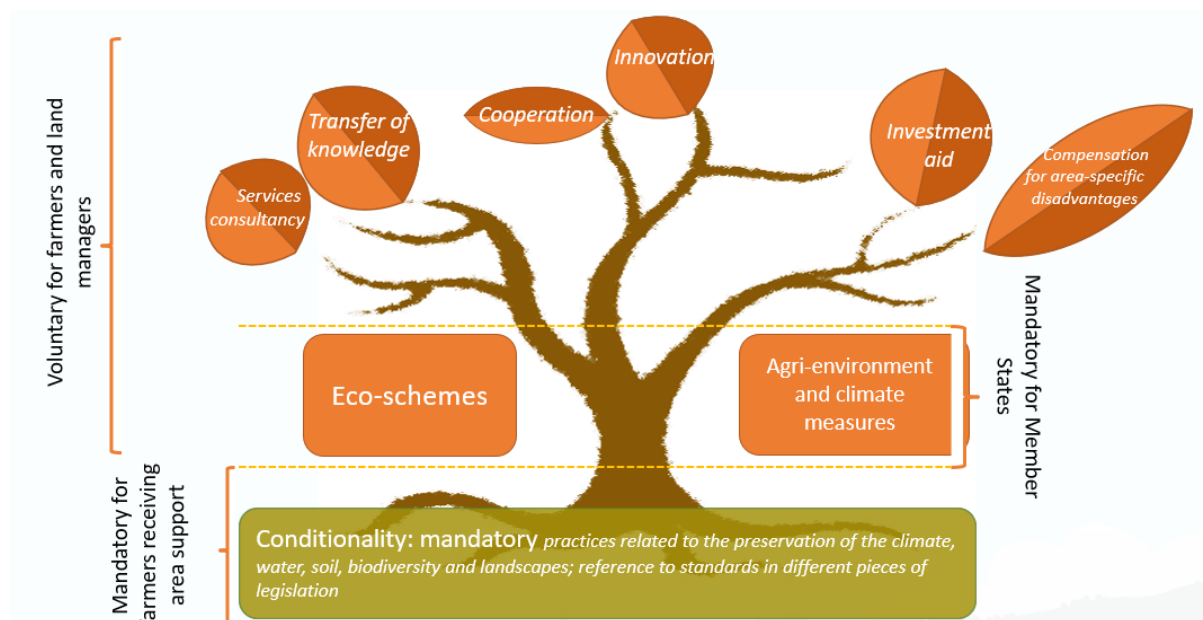 Innovation
Transfer of
knowledge
Cooperation
Investment
aid
Services
consultancy
Compensation
for area-specific
disadvantages
Voluntary for farmers and land
managers
Eco-schemes
Agri-environment
and climate
measures
Mandatory for Member
States
Mandatory for
farmers receiving
area support
Conditionality: mandatory practices related to the preservation of the climate,
water, soil, biodiversity and landscapes; reference to standards in different pieces of
legislation